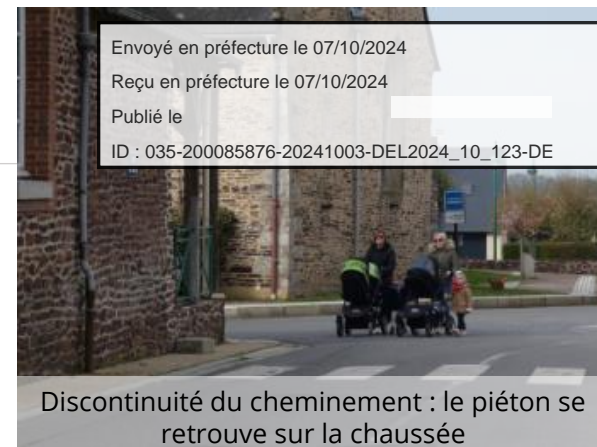 Envoyé en préfecture le 07/10/2024
Reçu en préfecture le 07/10/2024
Publié le
ID : 035-200085876-20241003-DEL2024_10_123-DE
Discontinuité du cheminement : le piéton se
retrouve sur la chaussée